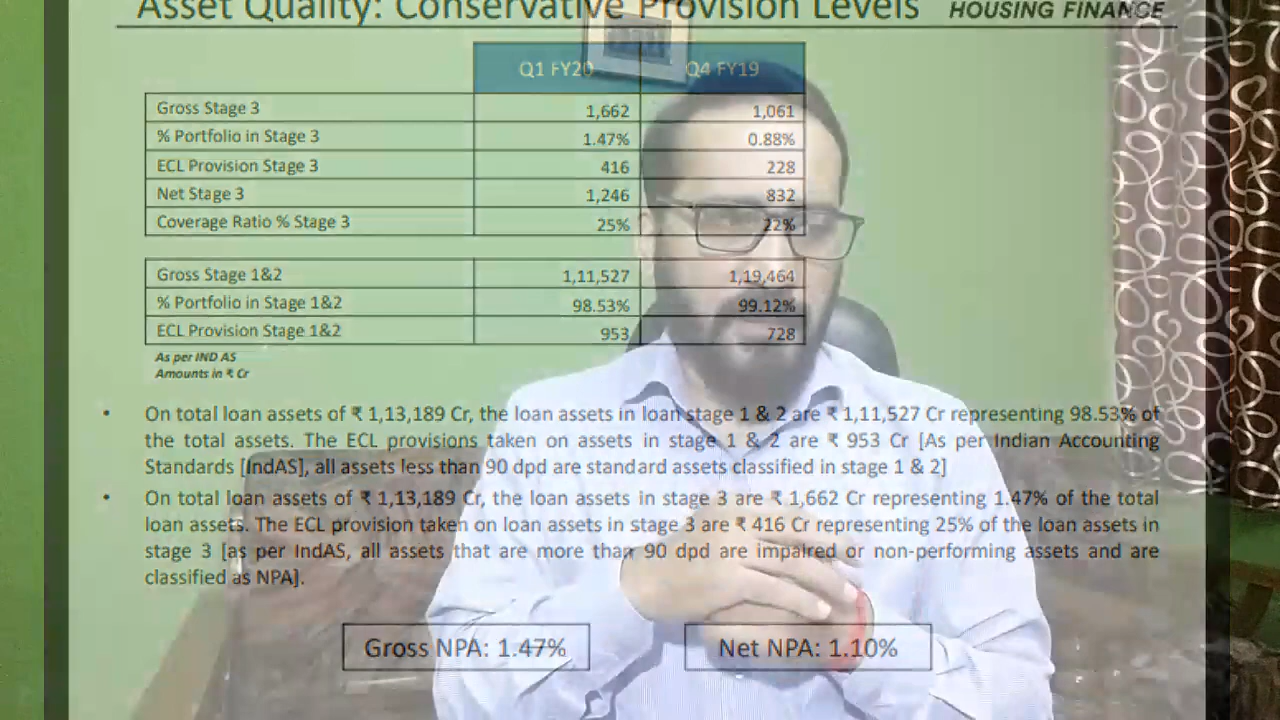 Asset Quality: Conservative Provision Levels HOUSING FINANCE
Q1 FY20 Q4 FY19
Gross Stage 3 1,662 1,061
% Portfolio in Stage 3 1.47% 0.88%
ECL Provision Stage 3 416 228
Net Stage 3 1,246 832
Coverage Ratio % Stage 3 25% 22%
Gross Stage 1&2 1,11,527 1,19,464
% Portfolio in Stage 1&2 98.53% 99.12%
ECL Provision Stage 1&2 953 728
As per IND AS
Amounts in ₹ Cr
• On total loan assets of ₹ 1,13,189 Cr, the loan assets in loan stage 1 & 2 are ₹ 1,11,527 Cr representing 98.53% of
the total assets. The ECL provisions taken on assets in stage 1 & 2 are ₹ 953 Cr [As per Indian Accounting
Standards [IndAS], all assets less than 90 dpd are standard assets classified in stage 1 & 2]
• On total loan assets of ₹ 1,13,189 Cr, the loan assets in stage 3 are ₹ 1,662 Cr representing 1.47% of the total
loan assets. The ECL provision taken on loan assets in stage 3 are ₹ 416 Cr representing 25% of the loan assets in
stage 3 [as per IndAS, all assets that are more than 90 dpd are impaired or non-performing assets and are
classified as NPA].
Gross NPA: 1.47% Net NPA: 1.10%